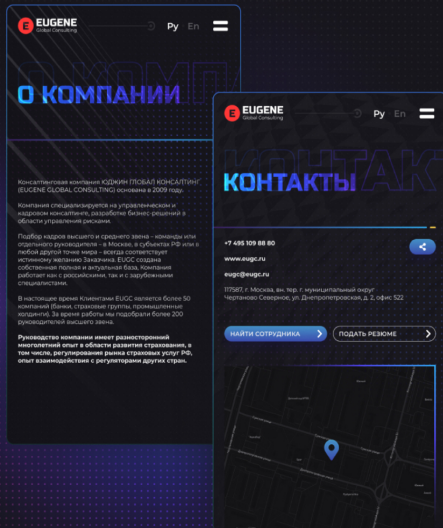 EUGENE
Global Consulting
Ру En
О КОМПАНИИ
Консалтинговая компания ЮДЖИН ГЛОБАЛ КОНСАЛТИНГ
(EUGENE GLOBAL CONSULTING) основана в 2009 году.
Компания специализируется на управленческом и
кадровом консалтинге, разработке бизнес-решений в
области управления рисками.
Подбор кадров высшего и среднего звена – команды или
отдельного руководителя – в Москве, в субъектах РФ или в
любой другой точке мира – всегда соответствует
истинному желанию Заказчика. EUGC создана
собственная полная и актуальная база, Компания
работает как с российскими, так и с зарубежными
специалистами.
В настоящее время Клиентами EUGC является более 50
компаний (банки, страховые группы, промышленные
холдинги). За время работы мы подобрали более 200
руководителей высшего звена.
Руководство компании имеет разносторонний
многолетний опыт в области развития страхования, в
том числе, регулирования рынка страховых услуг РФ,
опыт взаимодействия с регуляторами других стран.
EUGENE
Global Consulting
Ру En
КОНТАКТЫ
+7 495 109 88 80
www.eugc.ru
eugc@eugc.ru
117587, г. Москва, вн. тер. г. муниципальный округ
Чертаново Северное, ул. Днепропетровская, д. 2, офис 522
НАЙТИ СОТРУДНИКА
ПОДАТЬ РЕЗЮМЕ